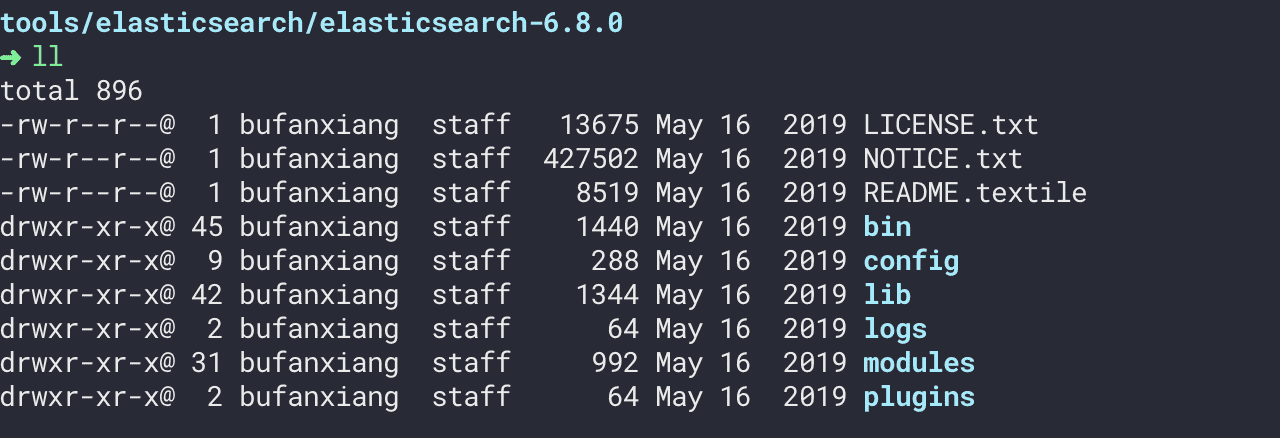 tools/elasticsearch/elasticsearch-6.8.0
➜ ll
total 896
-rw-r--r--@  1 bufanxiang  staff   13675 May 16  2019 LICENSE.txt
-rw-r--r--@  1 bufanxiang  staff  427502 May 16  2019 NOTICE.txt
-rw-r--r--@  1 bufanxiang  staff    8519 May 16  2019 README.textile
drwxr-xr-x@ 45 bufanxiang  staff    1440 May 16  2019 bin
drwxr-xr-x@  9 bufanxiang  staff     288 May 16  2019 config
drwxr-xr-x@ 42 bufanxiang  staff    1344 May 16  2019 lib
drwxr-xr-x@  2 bufanxiang  staff      64 May 16  2019 logs
drwxr-xr-x@ 31 bufanxiang  staff     992 May 16  2019 modules
drwxr-xr-x@  2 bufanxiang  staff      64 May 16  2019 plugins